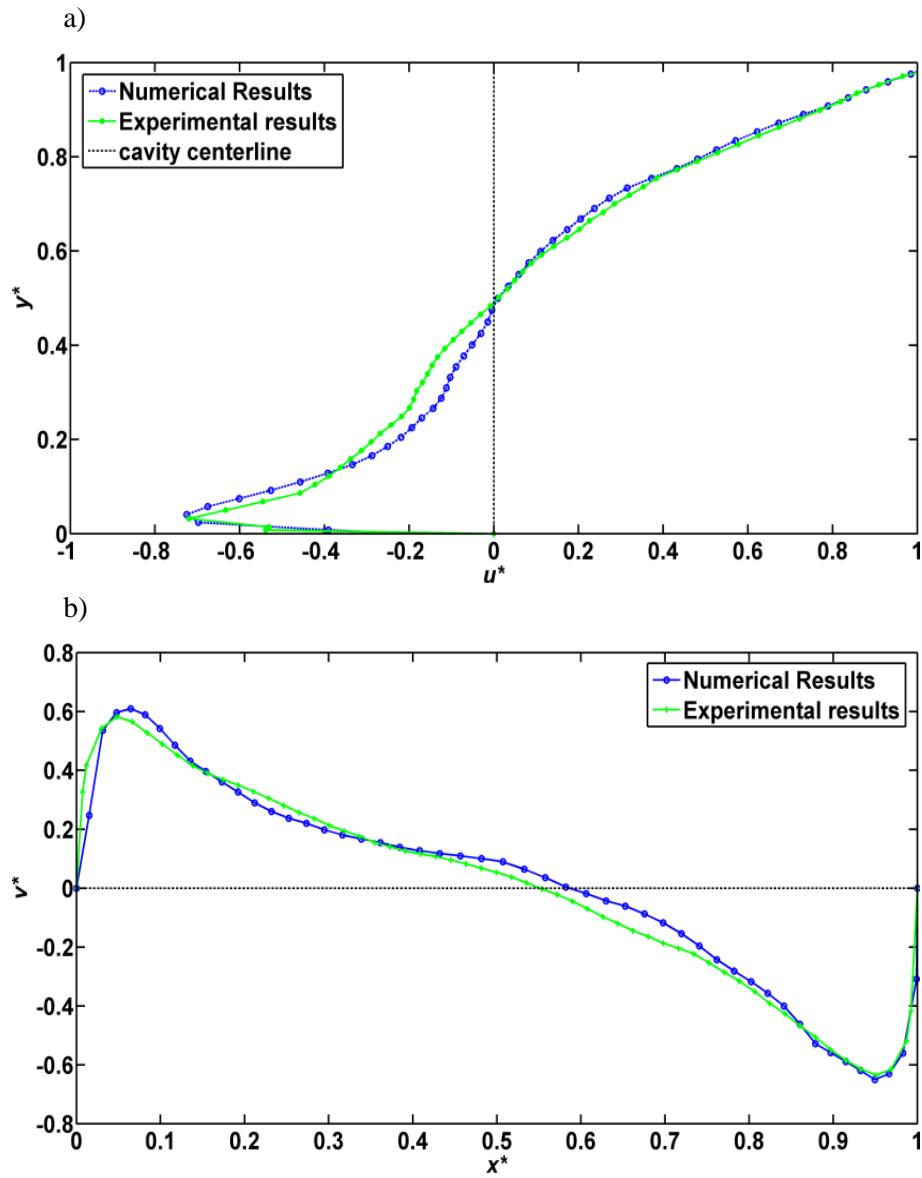 a)
1
0.8
0.6
0.4
0.2
0
y*
Numerical Results
Experimental results
cavity centerline
-1 -0.8 -0.6 -0.4 -0.2 0 0.2 0.4 0.6 0.8 1
u*
b)
0.8
0.6
0.4
0.2
0
-0.2
-0.4
-0.6
-0.8
v*
Numerical Results
Experimental results
0 0.1 0.2 0.3 0.4 0.5 0.6 0.7 0.8 0.9 1
x*